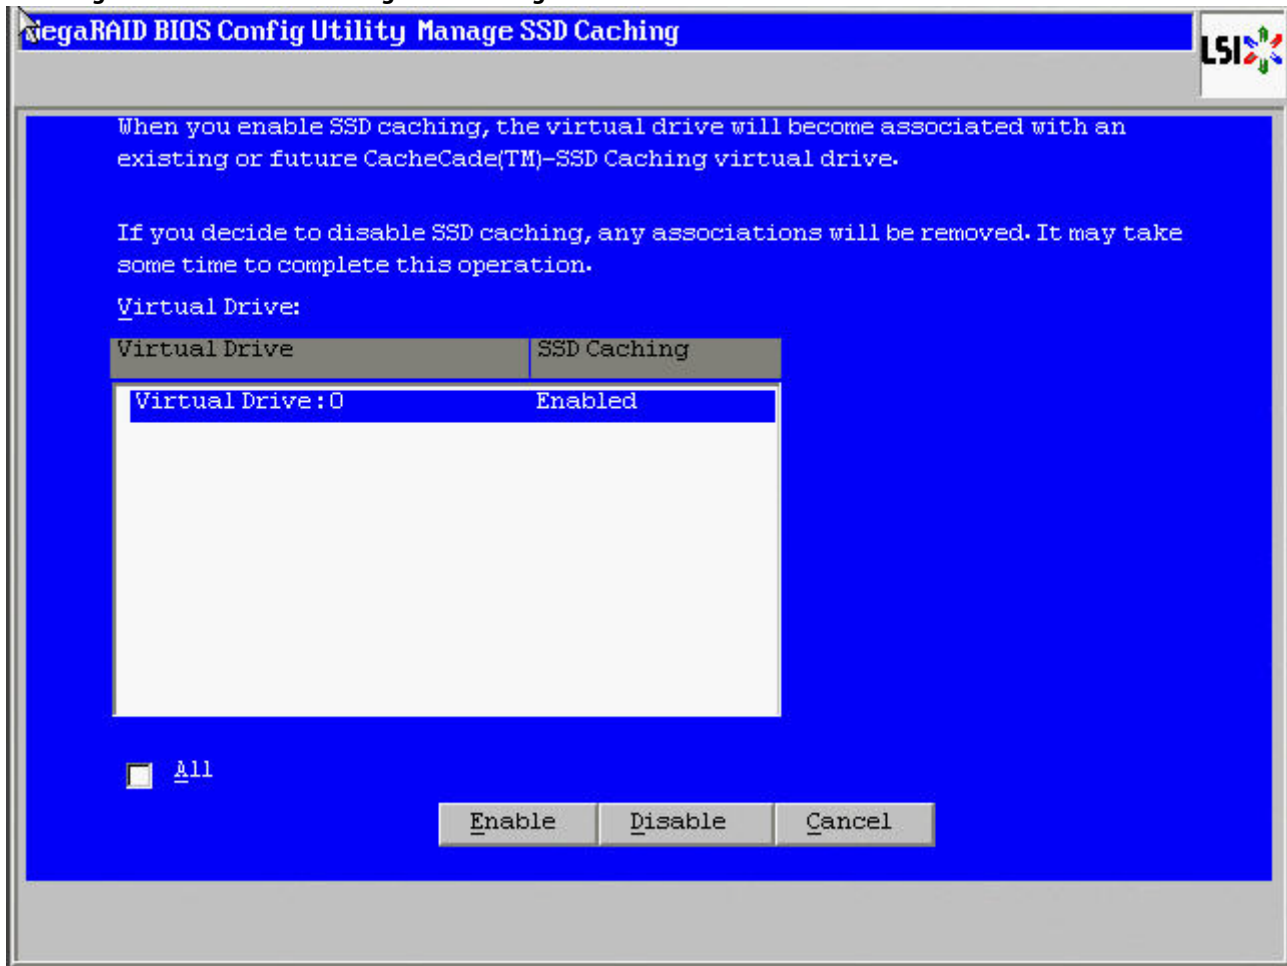 MegaRAID BIOS Config Utility Manage SSD Caching
LSI
When you enable SSD caching, the virtual drive will become associated with an
existing or future CacheCade(TM)-SSD Caching virtual drive.
If you decide to disable SSD caching, any associations will be removed. It may take
some time to complete this operation.
Virtual Drive:
Virtual Drive SSD Caching
Virtual Drive:0 Enabled
All
Enable Disable Cancel